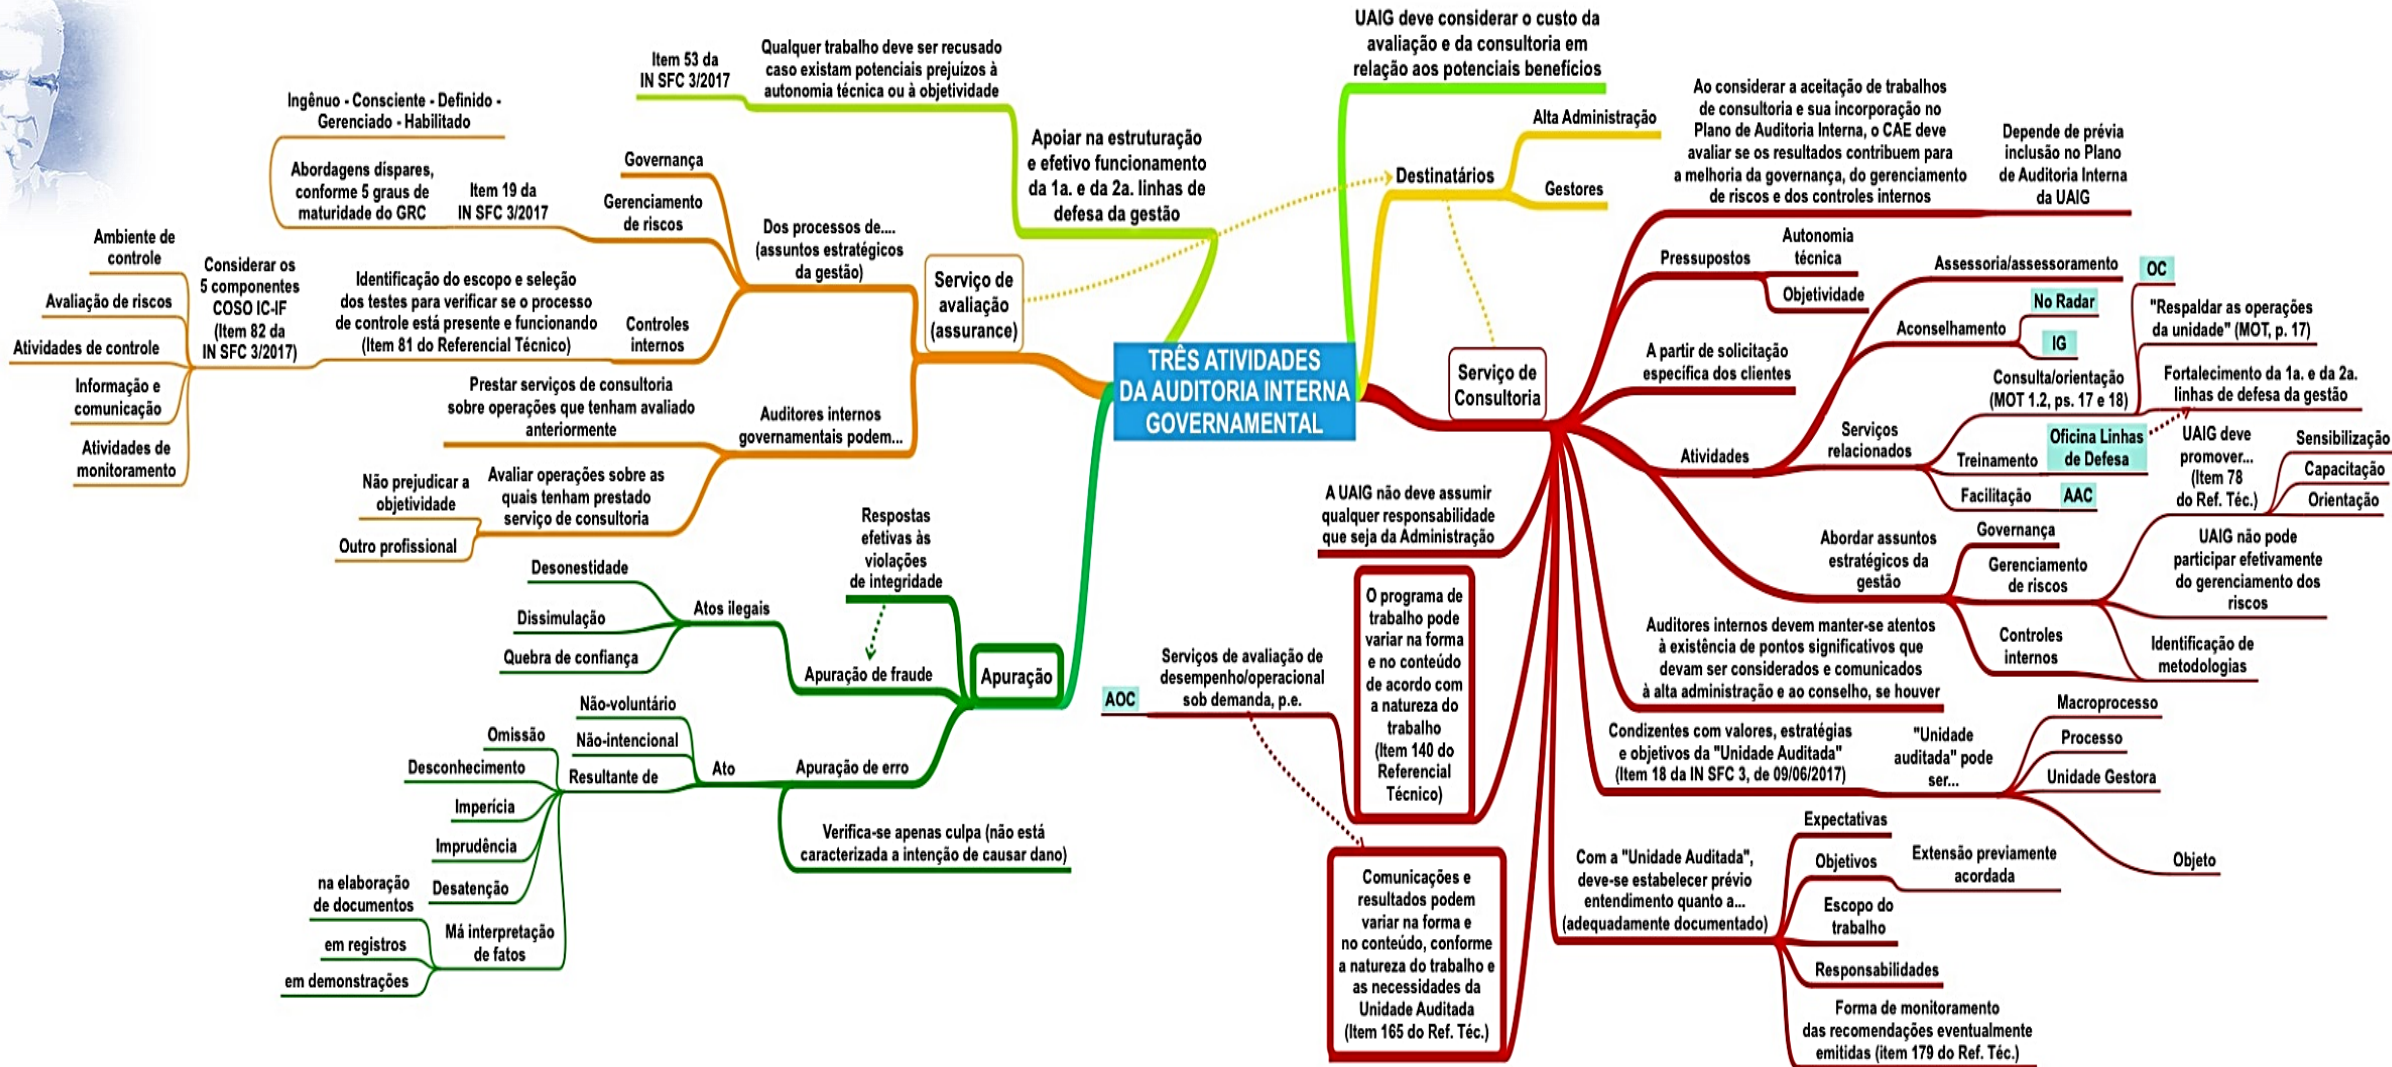 TRÊS ATIVIDADES
DA AUDITORIA INTERNA
GOVERNAMENTAL
Item 53 da
IN SFC 3/2017
Qualquer trabalho deve ser recusado
caso existam potenciais prejuízos à
autonomia técnica ou à objetividade
Apoiar na estruturação
e efetivo funcionamento
da 1a. e da 2a. linhas de
defesa da gestão
UAIG deve considerar o custo da
avaliação e da consultoria em
relação aos potenciais benefícios
Destinatários
Alta Administração
Gestores
Serviço de
avaliação
(assurance)
Dos processos de....
(assuntos estratégicos
da gestão)
Governança
Gerenciamento
de riscos
Item 19 da
IN SFC 3/2017
Abordagens díspares,
conforme 5 graus de
maturidade do GRC
Ingênuo - Consciente - Definido -
Gerenciado - Habilitado
Controles
internos
Identificação do escopo e seleção
dos testes para verificar se o processo
de controle está presente e funcionando
(Item 81 do Referencial Técnico)
Considerar os
5 componentes
COSO IC-IF
(Item 82 da
IN SFC 3/2017)
Ambiente de
controle
Avaliação de riscos
Atividades de controle
Informação e
comunicação
Atividades de
monitoramento
Auditores internos
governamentais podem...
Prestar serviços de consultoria
sobre operações que tenham avaliado
anteriormente
Avaliar operações sobre as
quais tenham prestado
serviço de consultoria
Não prejudicar a
objetividade
Outro profissional
Apuração
Respostas
efetivas às
violações
de integridade
Apuração de fraude
Atos ilegais
Desonestidade
Dissimulação
Quebra de confiança
Apuração de erro
Ato
Não-voluntário
Não-intencional
Resultante de
Omissão
Desconhecimento
Imperícia
Imprudência
Desatenção
Má interpretação
de fatos
na elaboração
de documentos
em registros
em demonstrações
Verifica-se apenas culpa (não está
caracterizada a intenção de causar dano)
Serviço de
Consultoria
Ao considerar a aceitação de trabalhos
de consultoria e sua incorporação no
Plano de Auditoria Interna, o CAE deve
avaliar se os resultados contribuem para
a melhoria da governança, do gerenciamento
de riscos e dos controles internos
Depende de prévia
inclusão no Plano
de Auditoria Interna
da UAIG
Pressupostos
Autonomia
técnica
Objetividade
A partir de solicitação
especifica dos clientes
Atividades
Assessoria/assessoramento
Aconselhamento
No Radar
IG
Serviços
relacionados
Consulta/orientação
(MOT 1.2, ps. 17 e 18)
OC
"Respaldar as operações
da unidade" (MOT, p. 17)
Fortalecimento da 1a. e da 2a.
linhas de defesa da gestão
Treinamento
Oficina Linhas
de Defesa
Facilitação
AAC
Abordar assuntos
estratégicos da
gestão
Governança
Gerenciamento
de riscos
UAIG deve
promover...
(Item 78
do Ref. Téc.)
Sensibilização
Capacitação
Orientação
UAIG não pode
participar efetivamente
do gerenciamento dos
riscos
Identificação de
metodologias
Controles
internos
Auditores internos devem manter-se atentos
à existência de pontos significativos que
devam ser considerados e comunicados
à alta administração e ao conselho, se houver
Condizentes com valores, estratégias
e objetivos da "Unidade Auditada"
(Item 18 da IN SFC 3, de 09/06/2017)
"Unidade
auditada" pode
ser...
Macroprocesso
Processo
Unidade Gestora
Objeto
Com a "Unidade Auditada",
deve-se estabelecer prévio
entendimento quanto a...
(adequadamente documentado)
Expectativas
Objetivos
Extensão previamente
acordada
Escopo do
trabalho
Responsabilidades
Forma de monitoramento
das recomendações eventualmente
emitidas (item 179 do Ref. Téc.)
A UAIG não deve assumir
qualquer responsabilidade
que seja da Administração
O programa de
trabalho pode
variar na forma
e no conteúdo
de acordo com
a natureza do
trabalho
(Item 140 do
Referencial
Técnico)
Serviços de avaliação de
desempenho/operacional
sob demanda, p.e.
AOC
Comunicações e
resultados podem
variar na forma e
no conteúdo, conforme
a natureza do trabalho e
as necessidades da
Unidade Auditada
(Item 165 do Ref. Téc.)